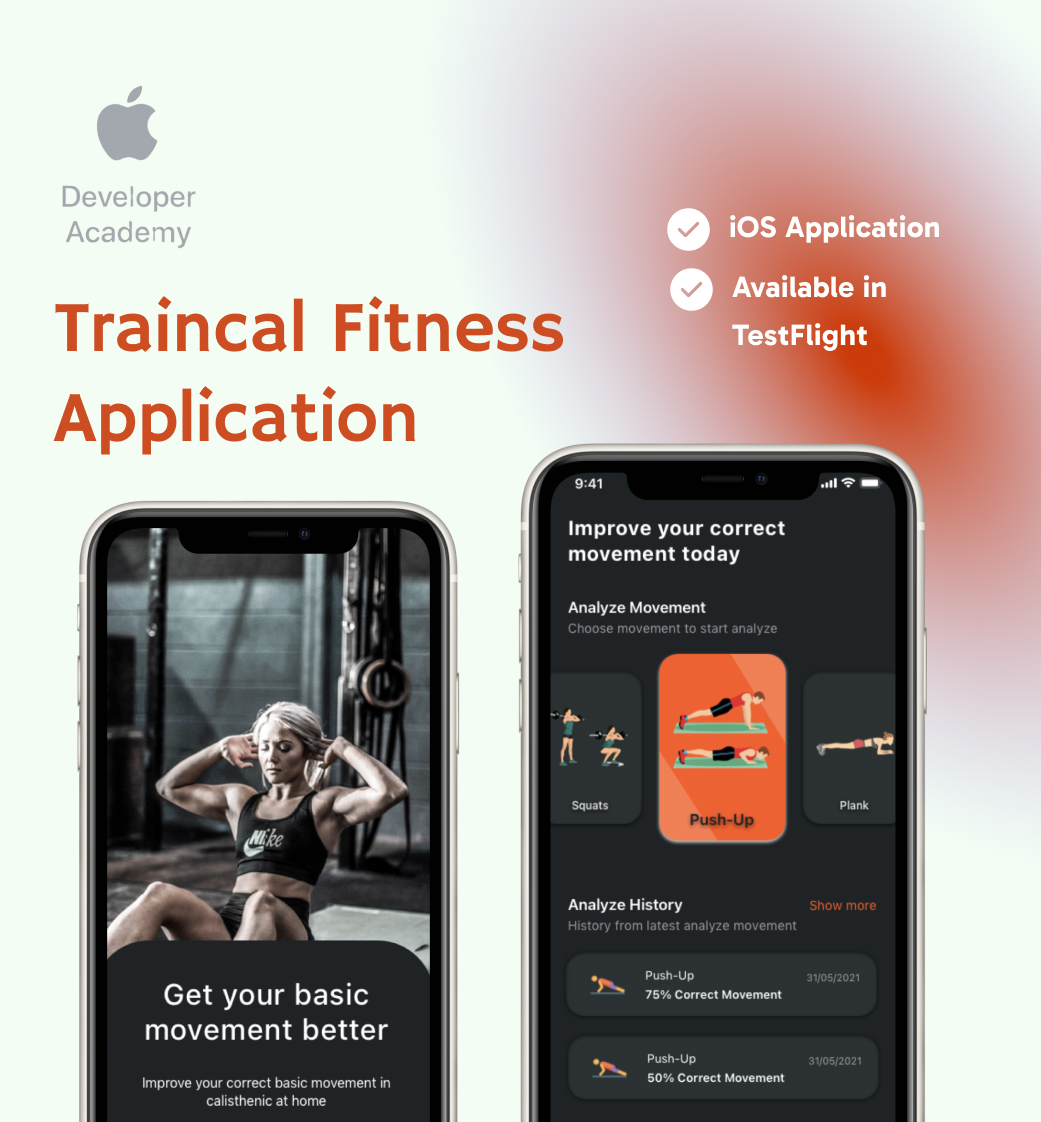 Developer
Academy
iOS Application
Available in
TestFlight
Traincal Fitness
Application
9:41
Improve your correct
movement today
Analyze Movement
Choose movement to start analyze
Squats
Push-Up
Plank
Analyze History
Show more
History from latest analyze movement
Push-Up
31/05/2021
75% Correct Movement
Push-Up
31/05/2021
50% Correct Movement
Nike
Get your basic
movement better
Improve your correct basic movement in
calisthenic at home